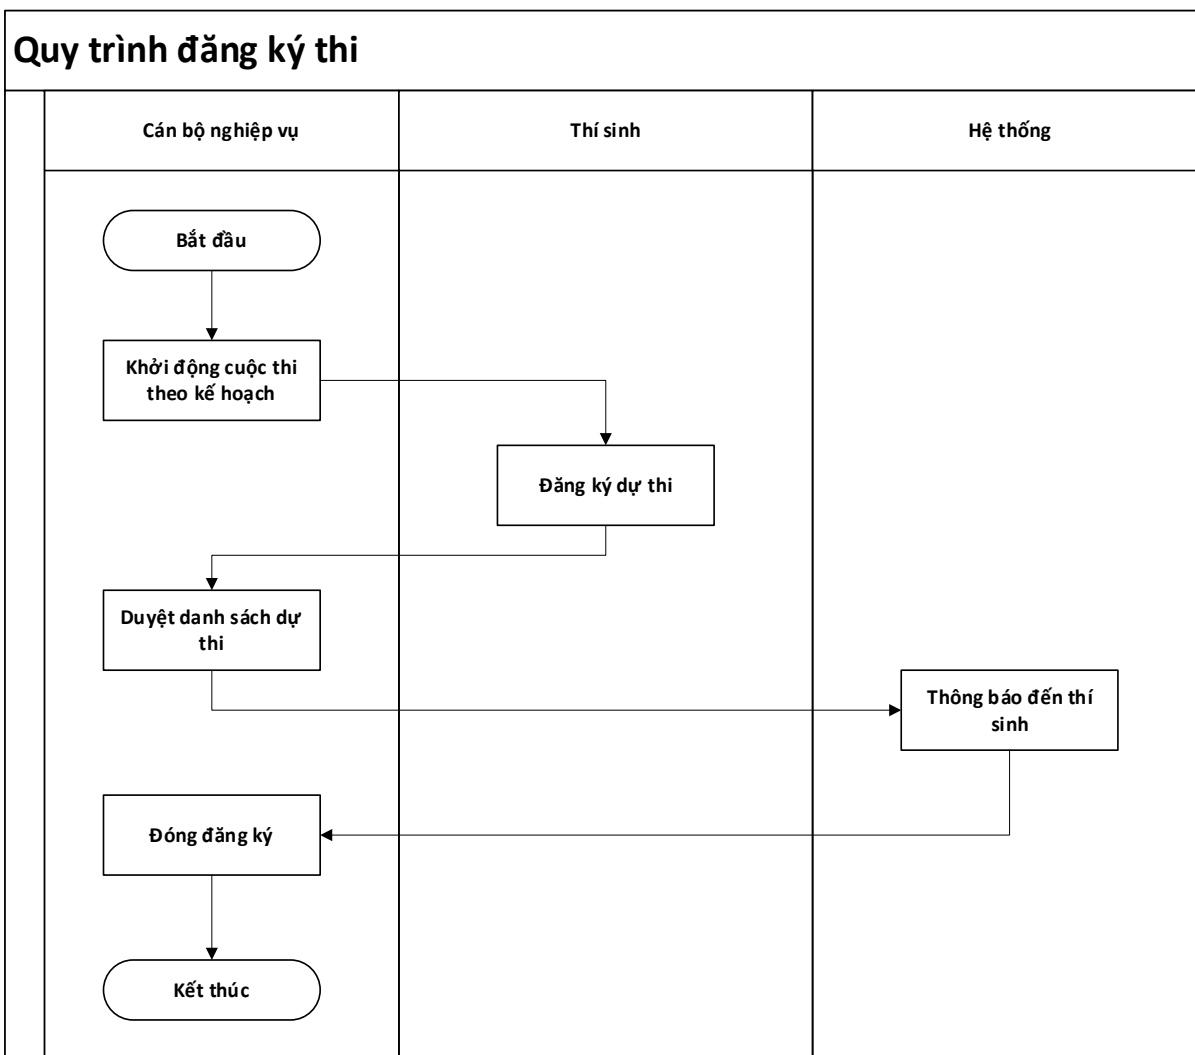 Quy trình đăng ký thi
Cán bộ nghiệp vụ
Thí sinh
Hệ thống
Bắt đầu
Khởi động cuộc thi
theo kế hoạch
Đăng ký dự thi
Duyệt danh sách dự
thi
Thông báo đến thí
sinh
Đóng đăng ký
Kết thúc